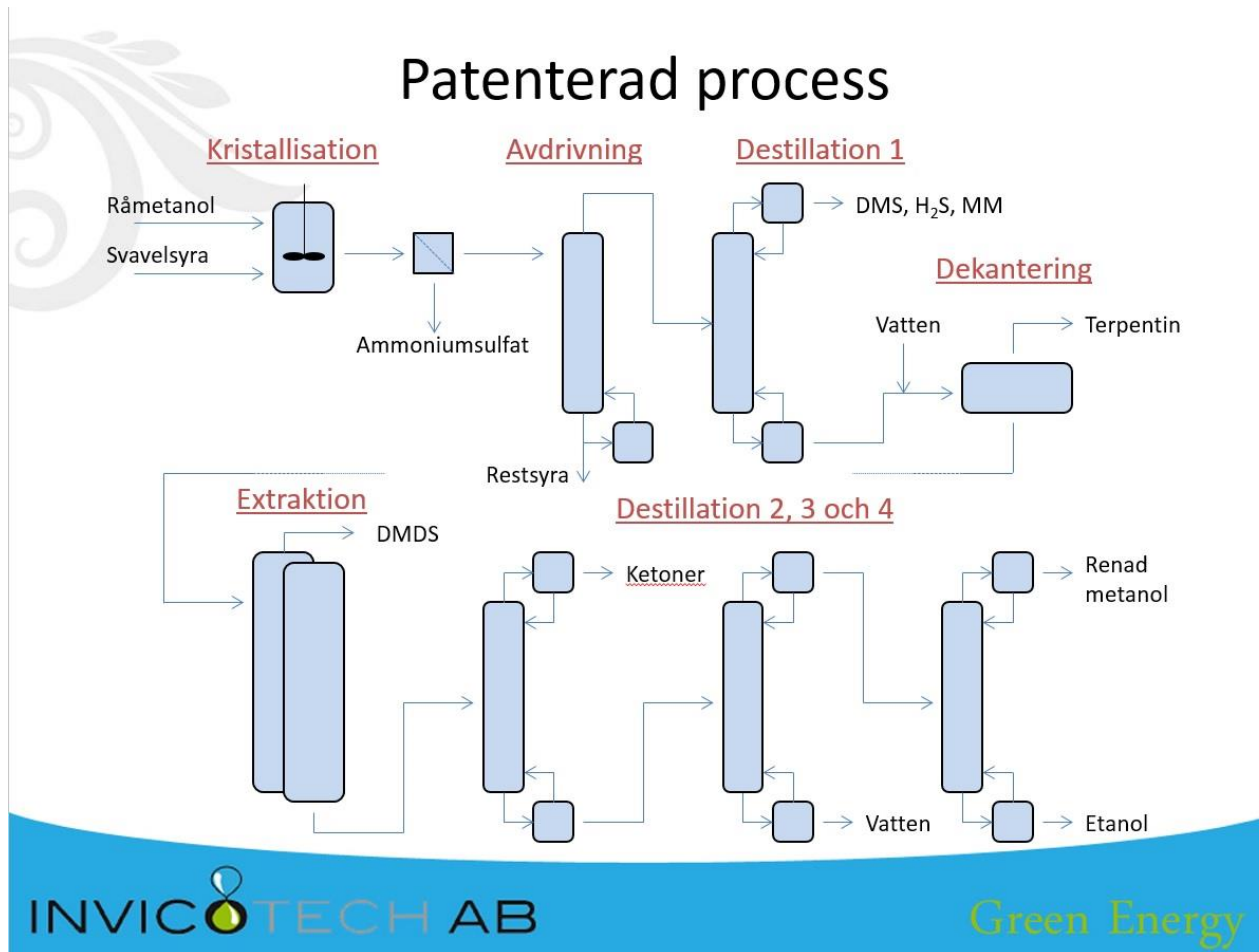 Patenterad process
Kristallisation
Avdrivning
Destillation 1
Råmetanol
DMS, H₂S, MM
Svavelsyra
Dekantering
Vatten
Terpentin
Ammoniumsulfat
Restsyra
Extraktion
Destillation 2, 3 och 4
DMDS
Ketoner
Renad
metanol
Vatten
Etanol
INVICOTECH AB
Green Energy